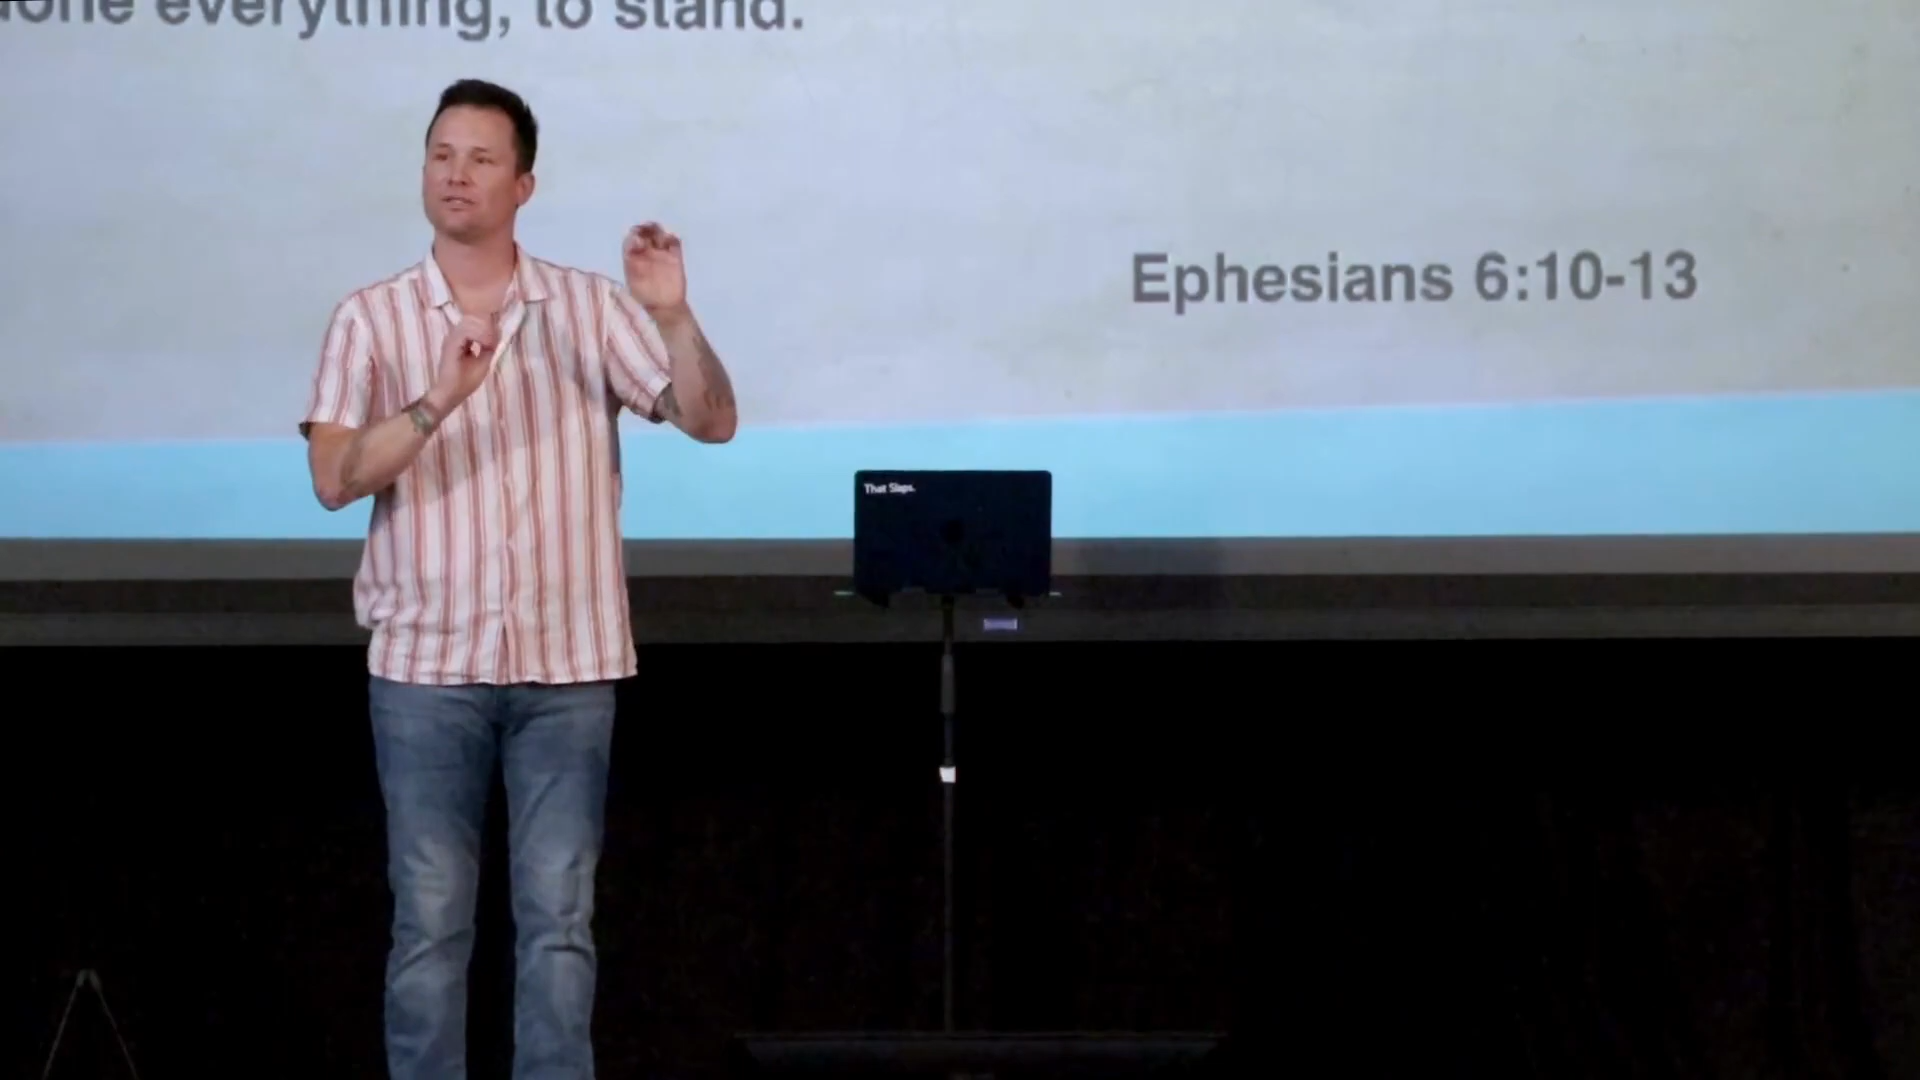 done everything, to stand.
Ephesians 6:10-13
That Slaps.